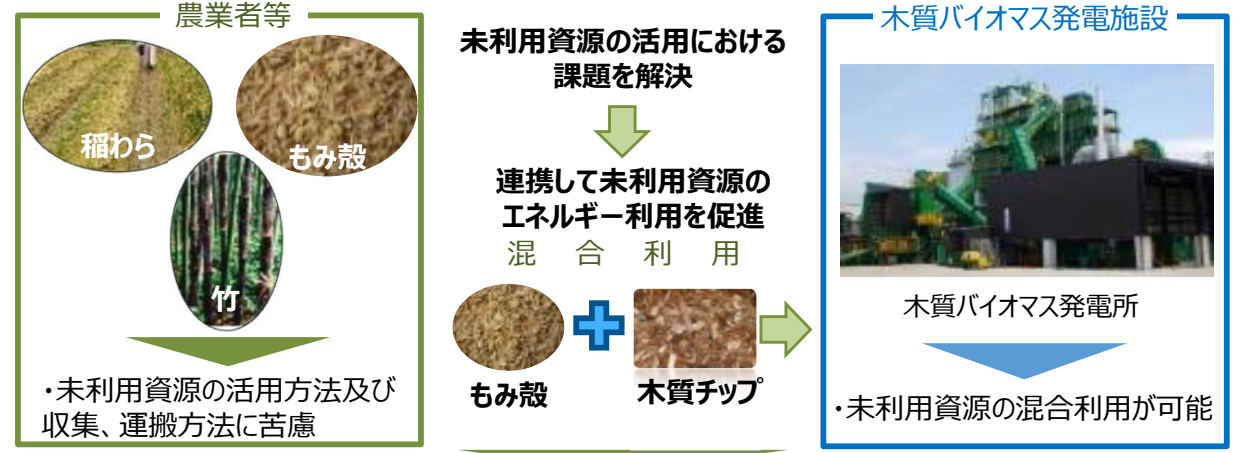 農業者等
稲わら
もみ殻
竹
・未利用資源の活用方法及び
収集、運搬方法に苦慮
未利用資源の活用における
課題を解決
連携して未利用資源の
エネルギー利用を促進
混合利用
もみ殻
木質チップ
木質バイオマス発電施設
木質バイオマス発電所
・未利用資源の混合利用が可能